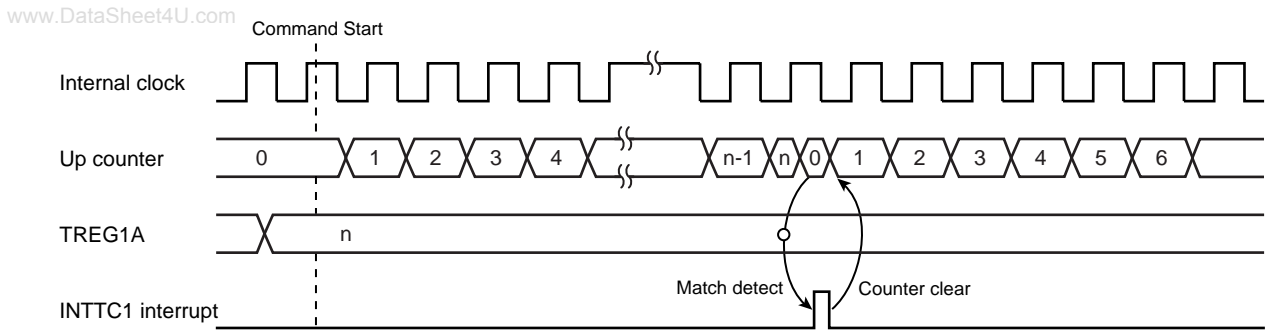 www.DataSheet4U.com
Command Start
Internal clock
Up counter 0 1 2 3 4 n-1 n 0 1 2 3 4 5 6
TREG1A n
Match detect Counter clear
INTTC1 interrupt